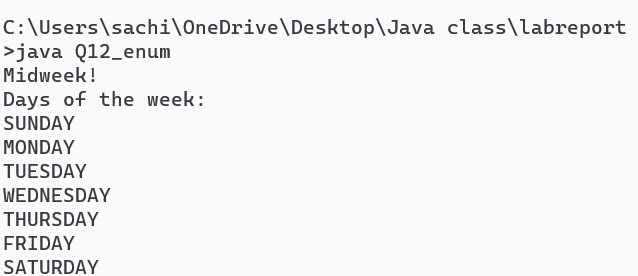 C:\Users\sachi\OneDrive\Desktop\Java class\labreport
>java Q12_enum
Midweek!
Days of the week:
SUNDAY
MONDAY
TUESDAY
WEDNESDAY
THURSDAY
FRIDAY
SATURDAY